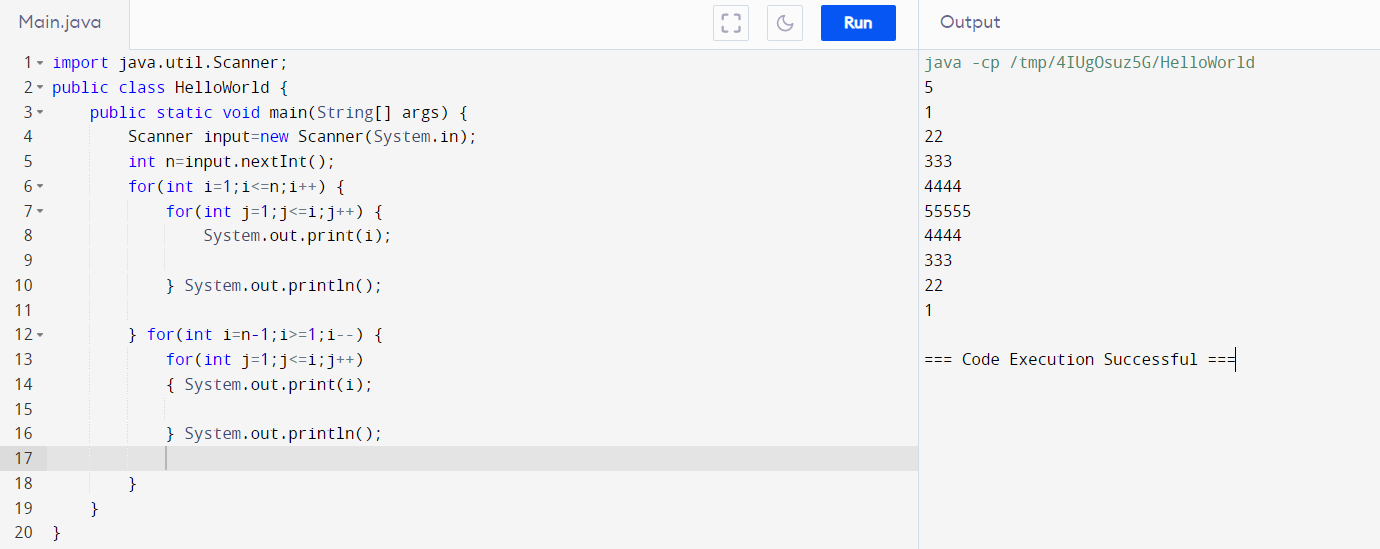 Main.java
Run
Output
1 import java.util.Scanner;
2 public class HelloWorld {
3     public static void main(String[] args) {
4         Scanner input=new Scanner(System.in);
5         int n=input.nextInt();
6         for(int i=1;i<=n;i++) {
7             for(int j=1;j<=i;j++) {
8                 System.out.print(i);
9
10             } System.out.println();
11
12         } for(int i=n-1;i>=1;i--) {
13             for(int j=1;j<=i;j++)
14             { System.out.print(i);
15
16             } System.out.println();
17
18         }
19     }
20 }
java -cp /tmp/4IUgOsuz5G/HelloWorld
5
1
22
333
4444
55555
4444
333
22
1
=== Code Execution Successful ===